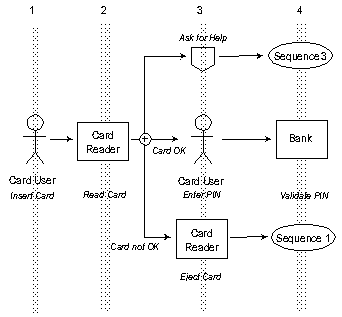 1 2 3 4
Ask for Help
Sequence 3
Card
Reader
Card OK
Bank
Card User
Insert Card
Read Card
Card User
Enter PIN
Validate PIN
Card not OK
Card
Reader
Sequence 1
Eject Card